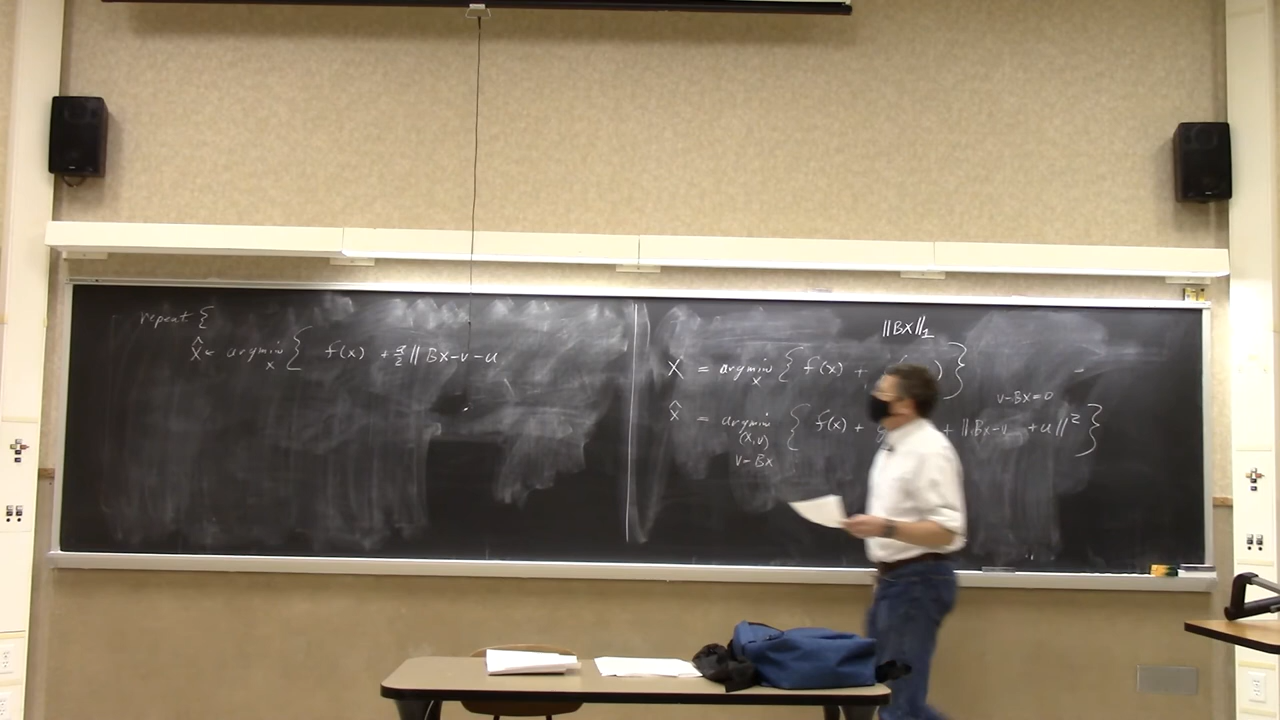 repeat {
X̂ ← argmin { f(x) + a/2 || Bx-v-u
x
||Bx||₁
X̂ = argmin { f(x) + ) }
x
v-Bx=0
X̂ = argmin { f(x) + g + || Bx-v +u ||² }
(x,v)
v-Bx